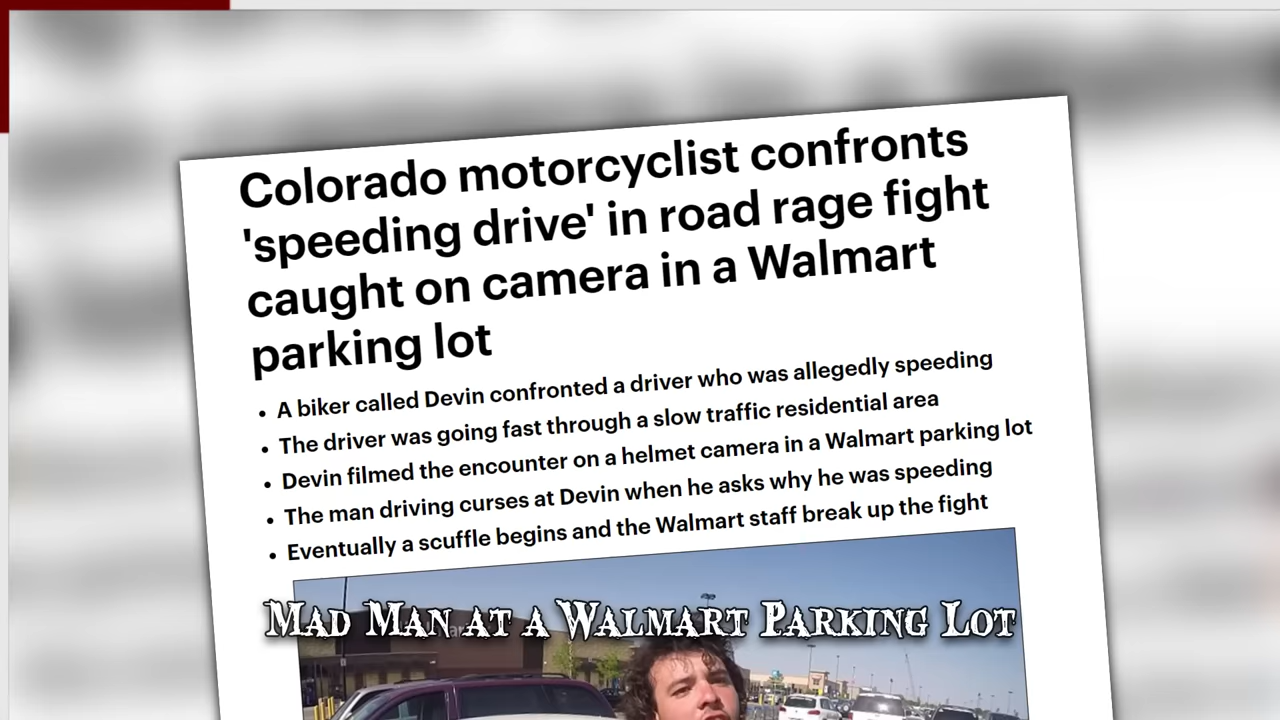 Colorado motorcyclist confronts
'speeding drive' in road rage fight
caught on camera in a Walmart
parking lot
• A biker called Devin confronted a driver who was allegedly speeding
• The driver was going fast through a slow traffic residential area
• Devin filmed the encounter on a helmet camera in a Walmart parking lot
• The man driving curses at Devin when he asks why he was speeding
• Eventually a scuffle begins and the Walmart staff break up the fight
Mad Man at a Walmart Parking Lot